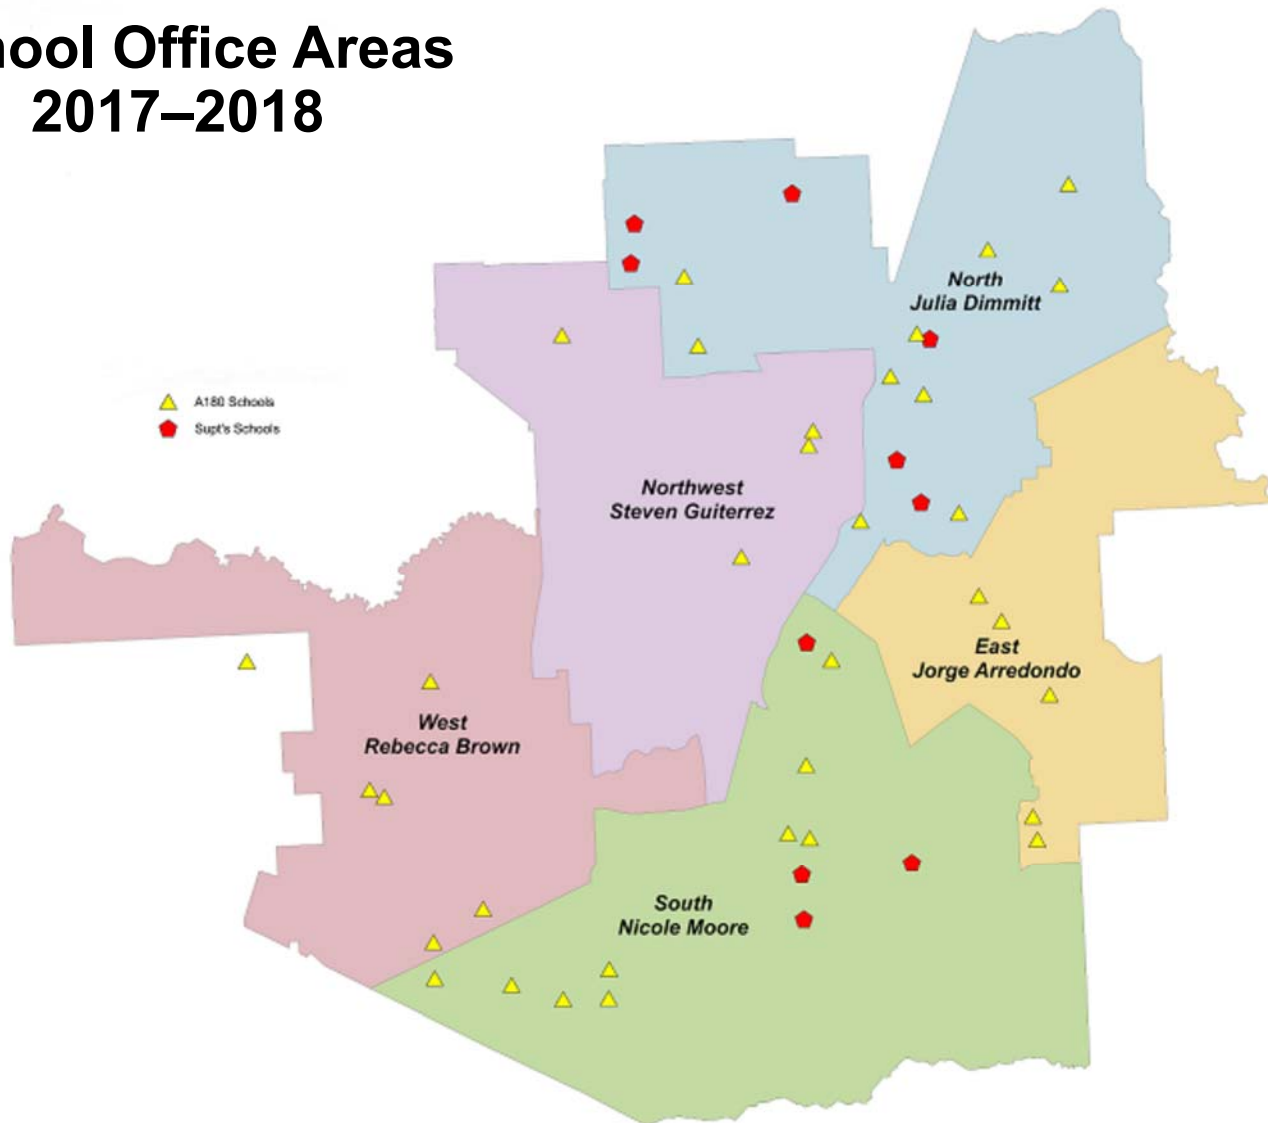 hool Office Areas
2017–2018
North
Julia Dimmitt
A180 Schools
Supt's Schools
Northwest
Steven Guiterrez
East
Jorge Arredondo
West
Rebecca Brown
South
Nicole Moore